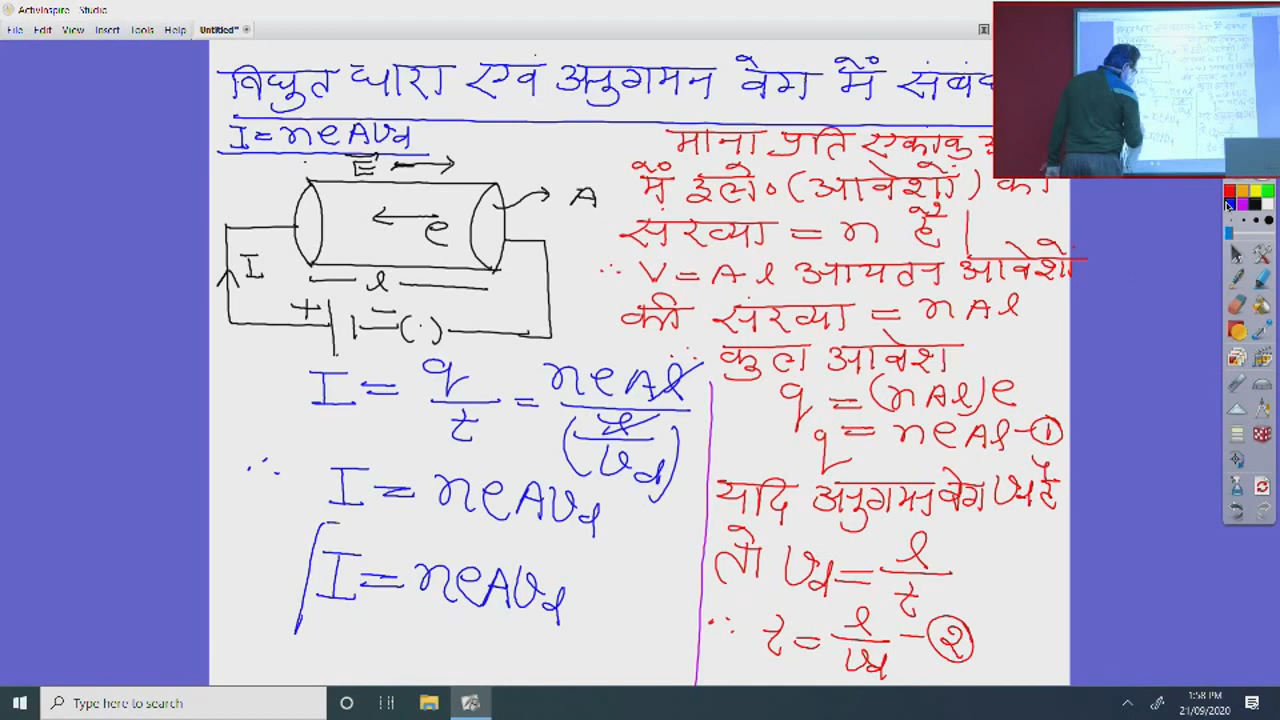 ActivInspire - Studio
File Edit View Insert Tools Help Untitled*
विधुत धारा एवं अनुगमन वेग में संबंध
I = neAVd
E →
A
← e
I
l
+ - (.)
माना प्रति एकांक
में इले० (आवेशों) की
संख्या = n है
∴ V = Al आयतन आवेशों
की संख्या = nAl
∴ कुल आवेश
q = (nAl)e
q = neAl - ①
यदि अनुगमन वेग Vd है
तो Vd = l/t
∴ t = l/Vd - ②
I = q/t = neAl/(l/Vd)
∴ I = neAVd
I = neAVd
Type here to search
1:58 PM
21/09/2020